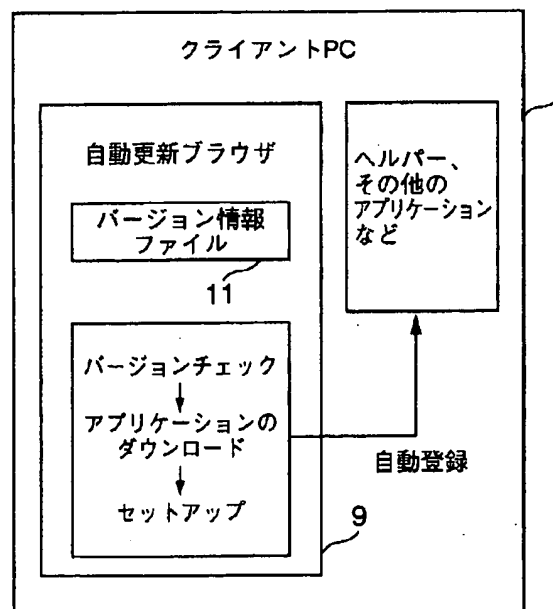 クライアントPC
自動更新ブラウザ
バージョン情報
ファイル
11
バージョンチェック
アプリケーションの
ダウンロード
セットアップ
9
ヘルパー、
その他の
アプリケーション
など
自動登録